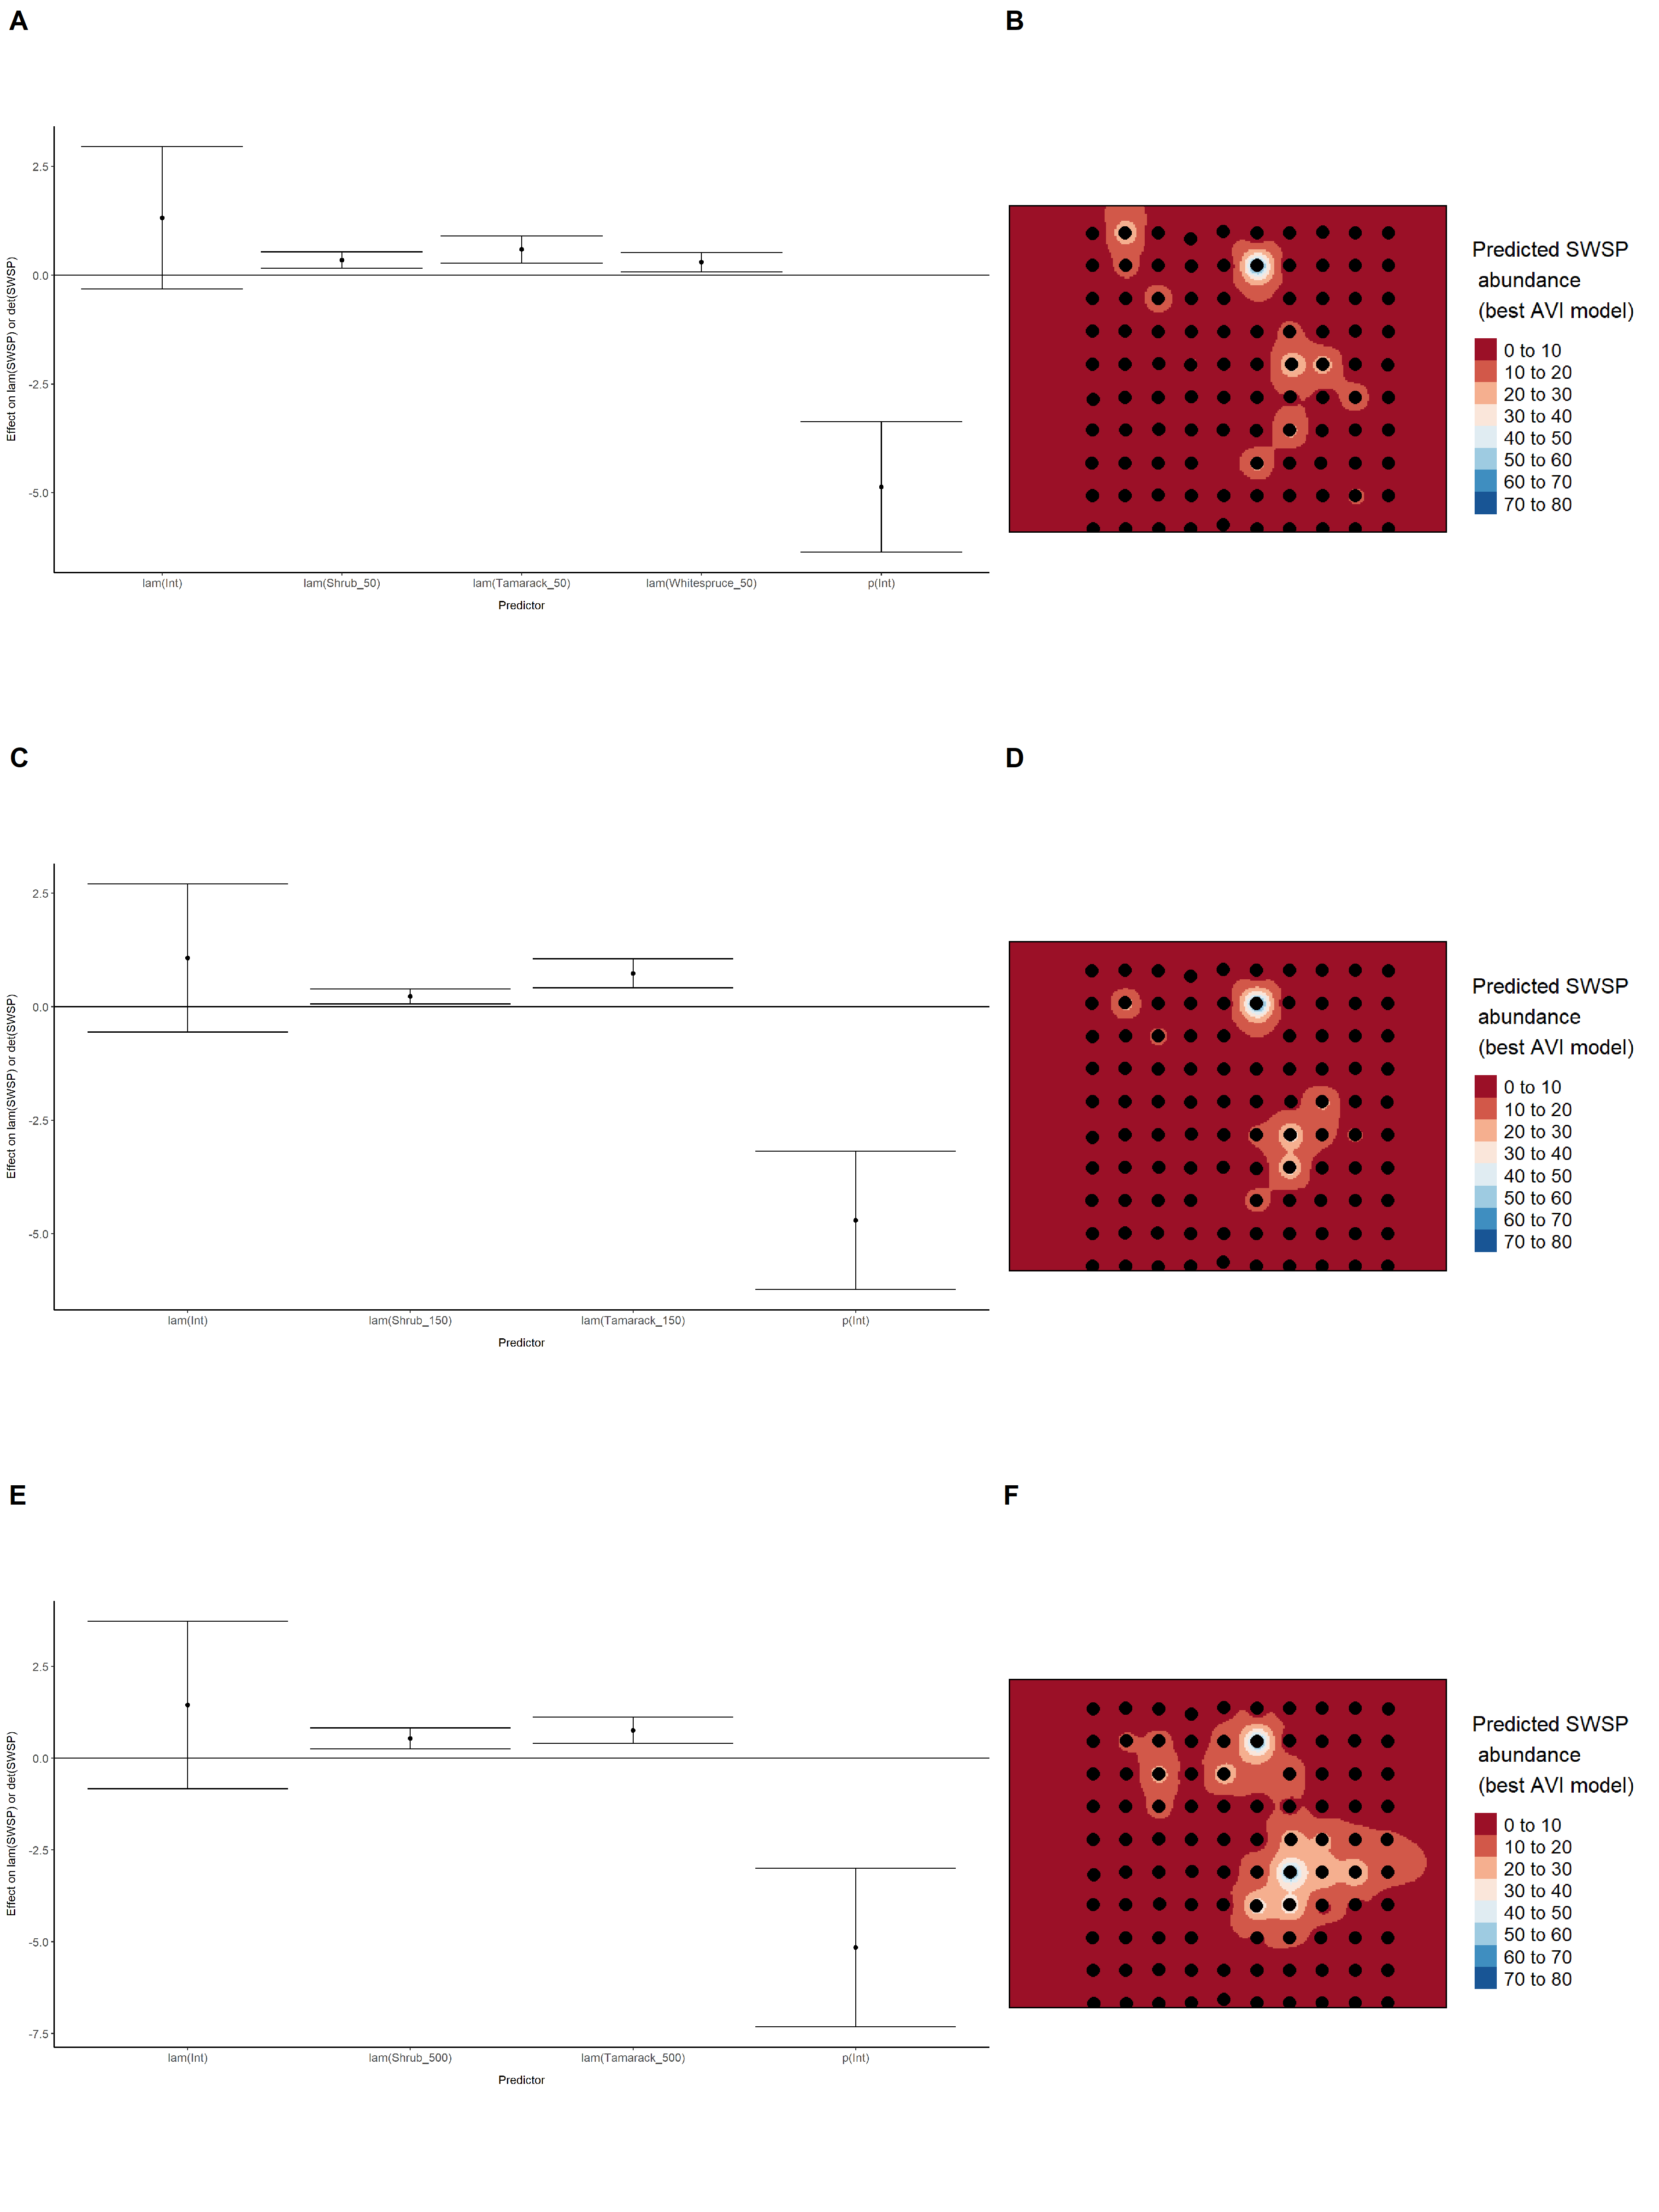 A
B
Effect on lam(SWSP) or det(SWSP)
2.5
0.0
-2.5
-5.0
lam(Int)
lam(Shrub_50)
lam(Tamarack_50)
lam(Whitespruce_50)
p(Int)
Predictor
Predicted SWSP
abundance
(best AVI model)
0 to 10
10 to 20
20 to 30
30 to 40
40 to 50
50 to 60
60 to 70
70 to 80
C
D
Effect on lam(SWSP) or det(SWSP)
2.5
0.0
-2.5
-5.0
lam(Int)
lam(Shrub_150)
lam(Tamarack_150)
p(Int)
Predictor
Predicted SWSP
abundance
(best AVI model)
0 to 10
10 to 20
20 to 30
30 to 40
40 to 50
50 to 60
60 to 70
70 to 80
E
F
Effect on lam(SWSP) or det(SWSP)
2.5
0.0
-2.5
-5.0
-7.5
lam(Int)
lam(Shrub_500)
lam(Tamarack_500)
p(Int)
Predictor
Predicted SWSP
abundance
(best AVI model)
0 to 10
10 to 20
20 to 30
30 to 40
40 to 50
50 to 60
60 to 70
70 to 80